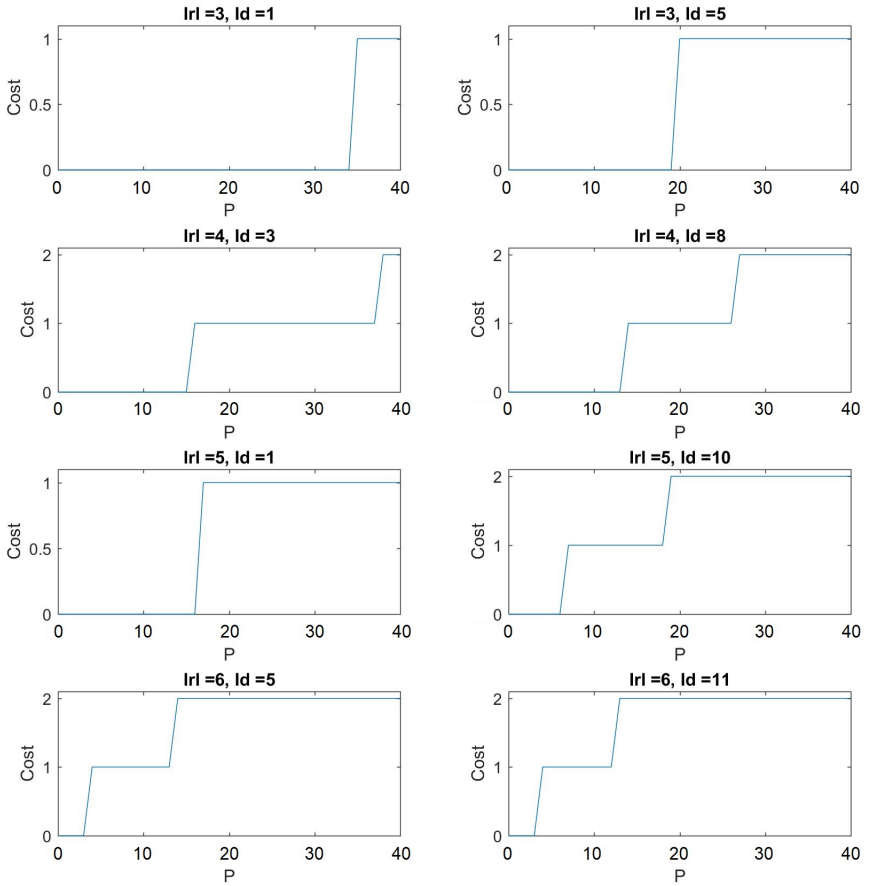 Irl =3, Id =1
1
0.5
0
Cost
0 10 20 30 40
P
Irl =3, Id =5
1
0.5
0
Cost
0 10 20 30 40
P
Irl =4, Id =3
2
1
0
Cost
0 10 20 30 40
P
Irl =4, Id =8
2
1
0
Cost
0 10 20 30 40
P
Irl =5, Id =1
1
0.5
0
Cost
0 10 20 30 40
P
Irl =5, Id =10
2
1
0
Cost
0 10 20 30 40
P
Irl =6, Id =5
2
1
0
Cost
0 10 20 30 40
P
Irl =6, Id =11
2
1
0
Cost
0 10 20 30 40
P